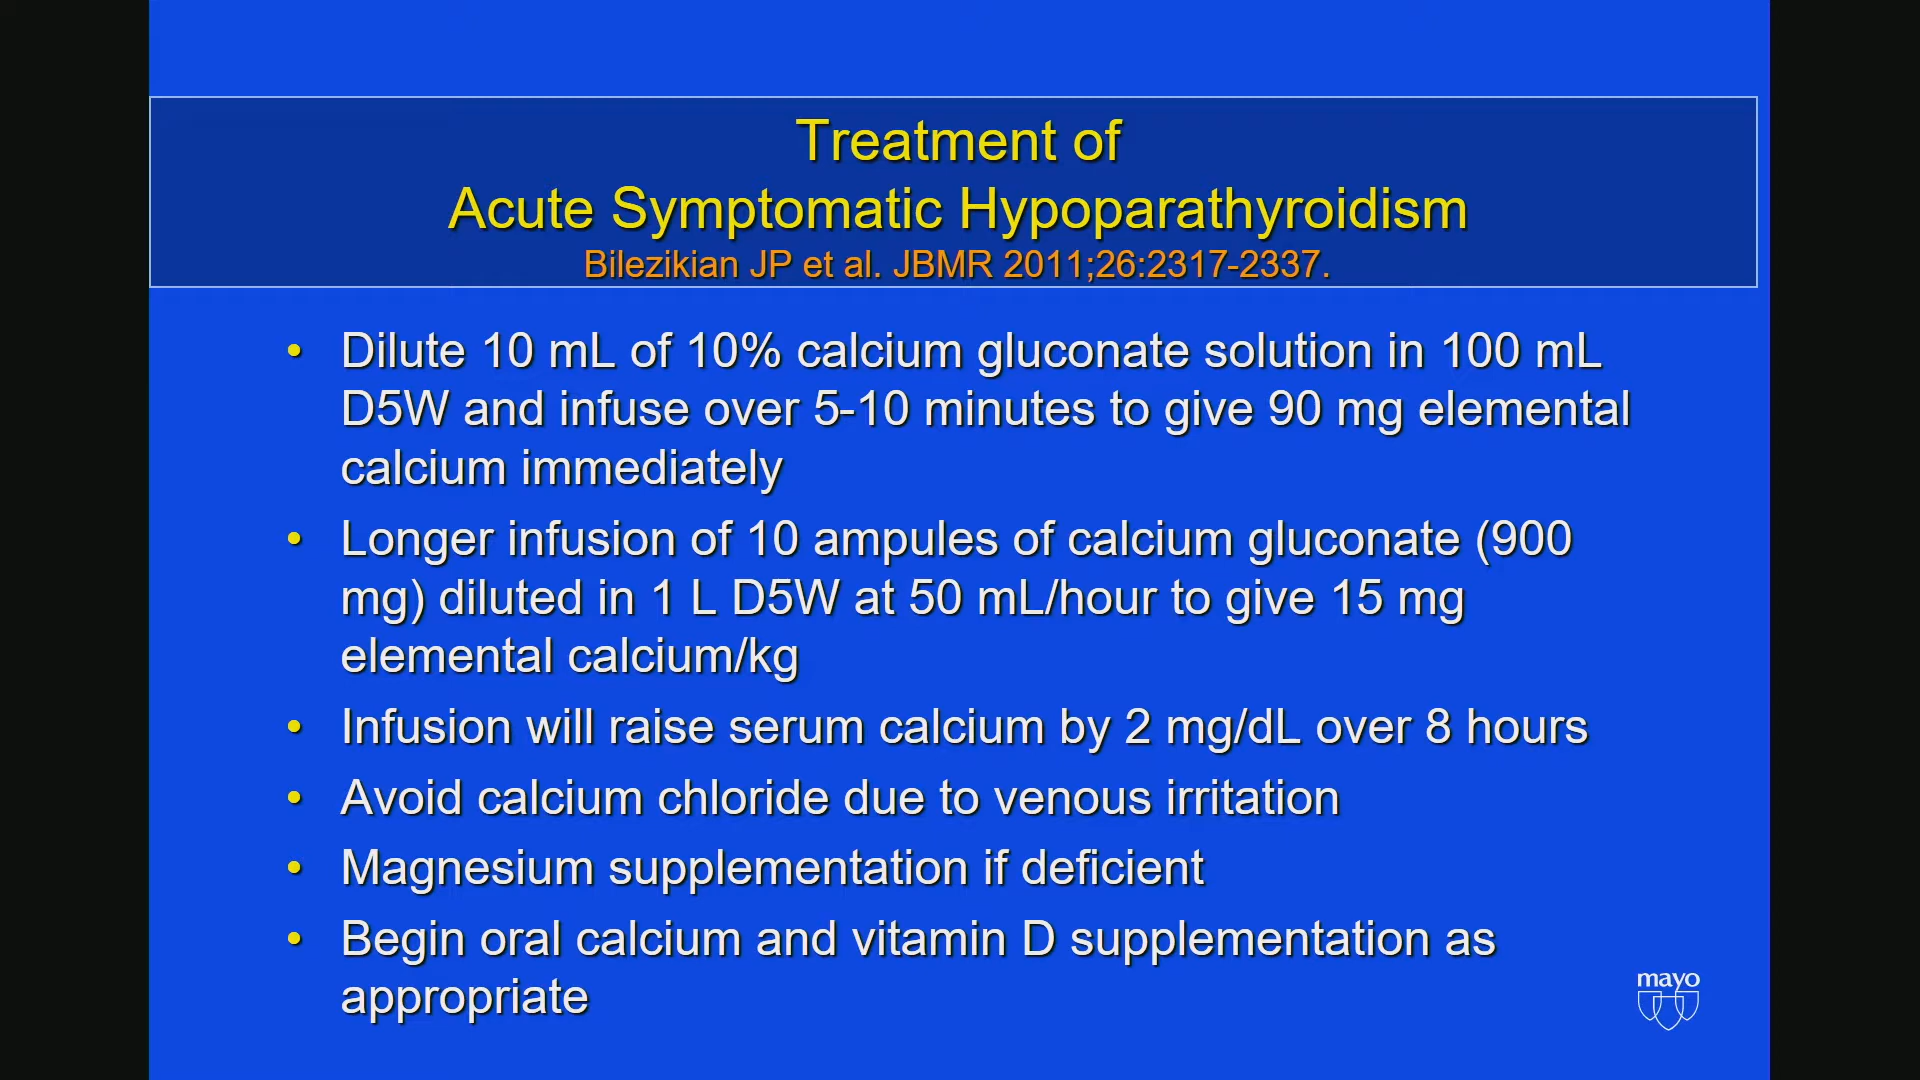 Treatment of
Acute Symptomatic Hypoparathyroidism
Bilezikian JP et al. JBMR 2011;26:2317-2337.
• Dilute 10 mL of 10% calcium gluconate solution in 100 mL
D5W and infuse over 5-10 minutes to give 90 mg elemental
calcium immediately
• Longer infusion of 10 ampules of calcium gluconate (900
mg) diluted in 1 L D5W at 50 mL/hour to give 15 mg
elemental calcium/kg
• Infusion will raise serum calcium by 2 mg/dL over 8 hours
• Avoid calcium chloride due to venous irritation
• Magnesium supplementation if deficient
• Begin oral calcium and vitamin D supplementation as
appropriate
mayo